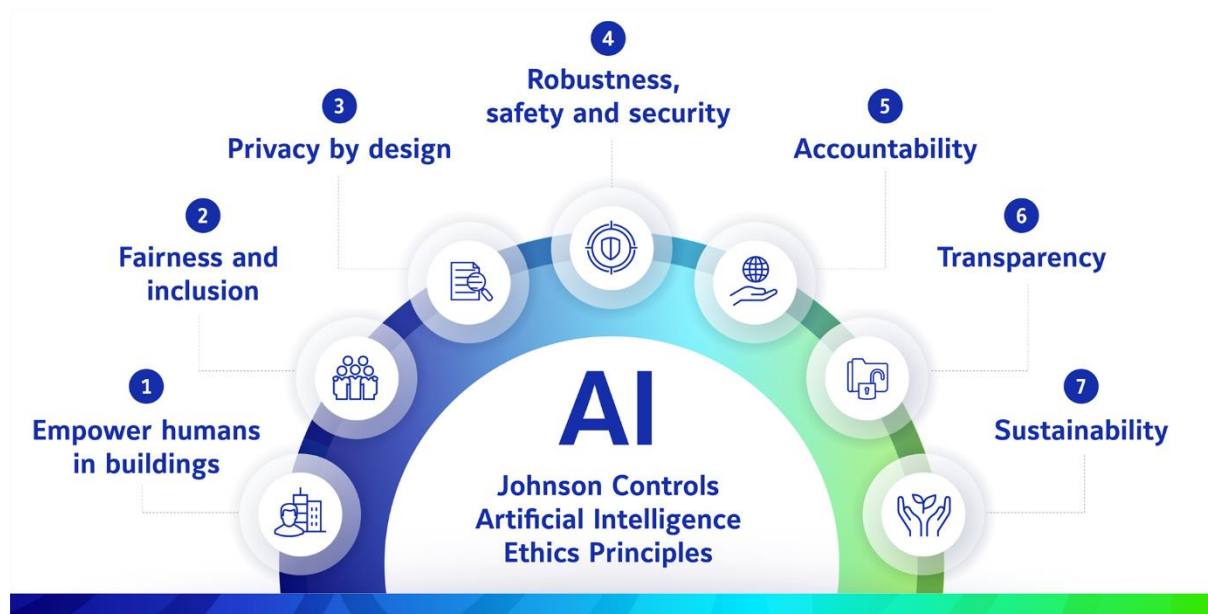 1
Empower humans
in buildings
2
Fairness and
inclusion
3
Privacy by design
4
Robustness,
safety and security
5
Accountability
6
Transparency
7
Sustainability
AI
Johnson Controls
Artificial Intelligence
Ethics Principles